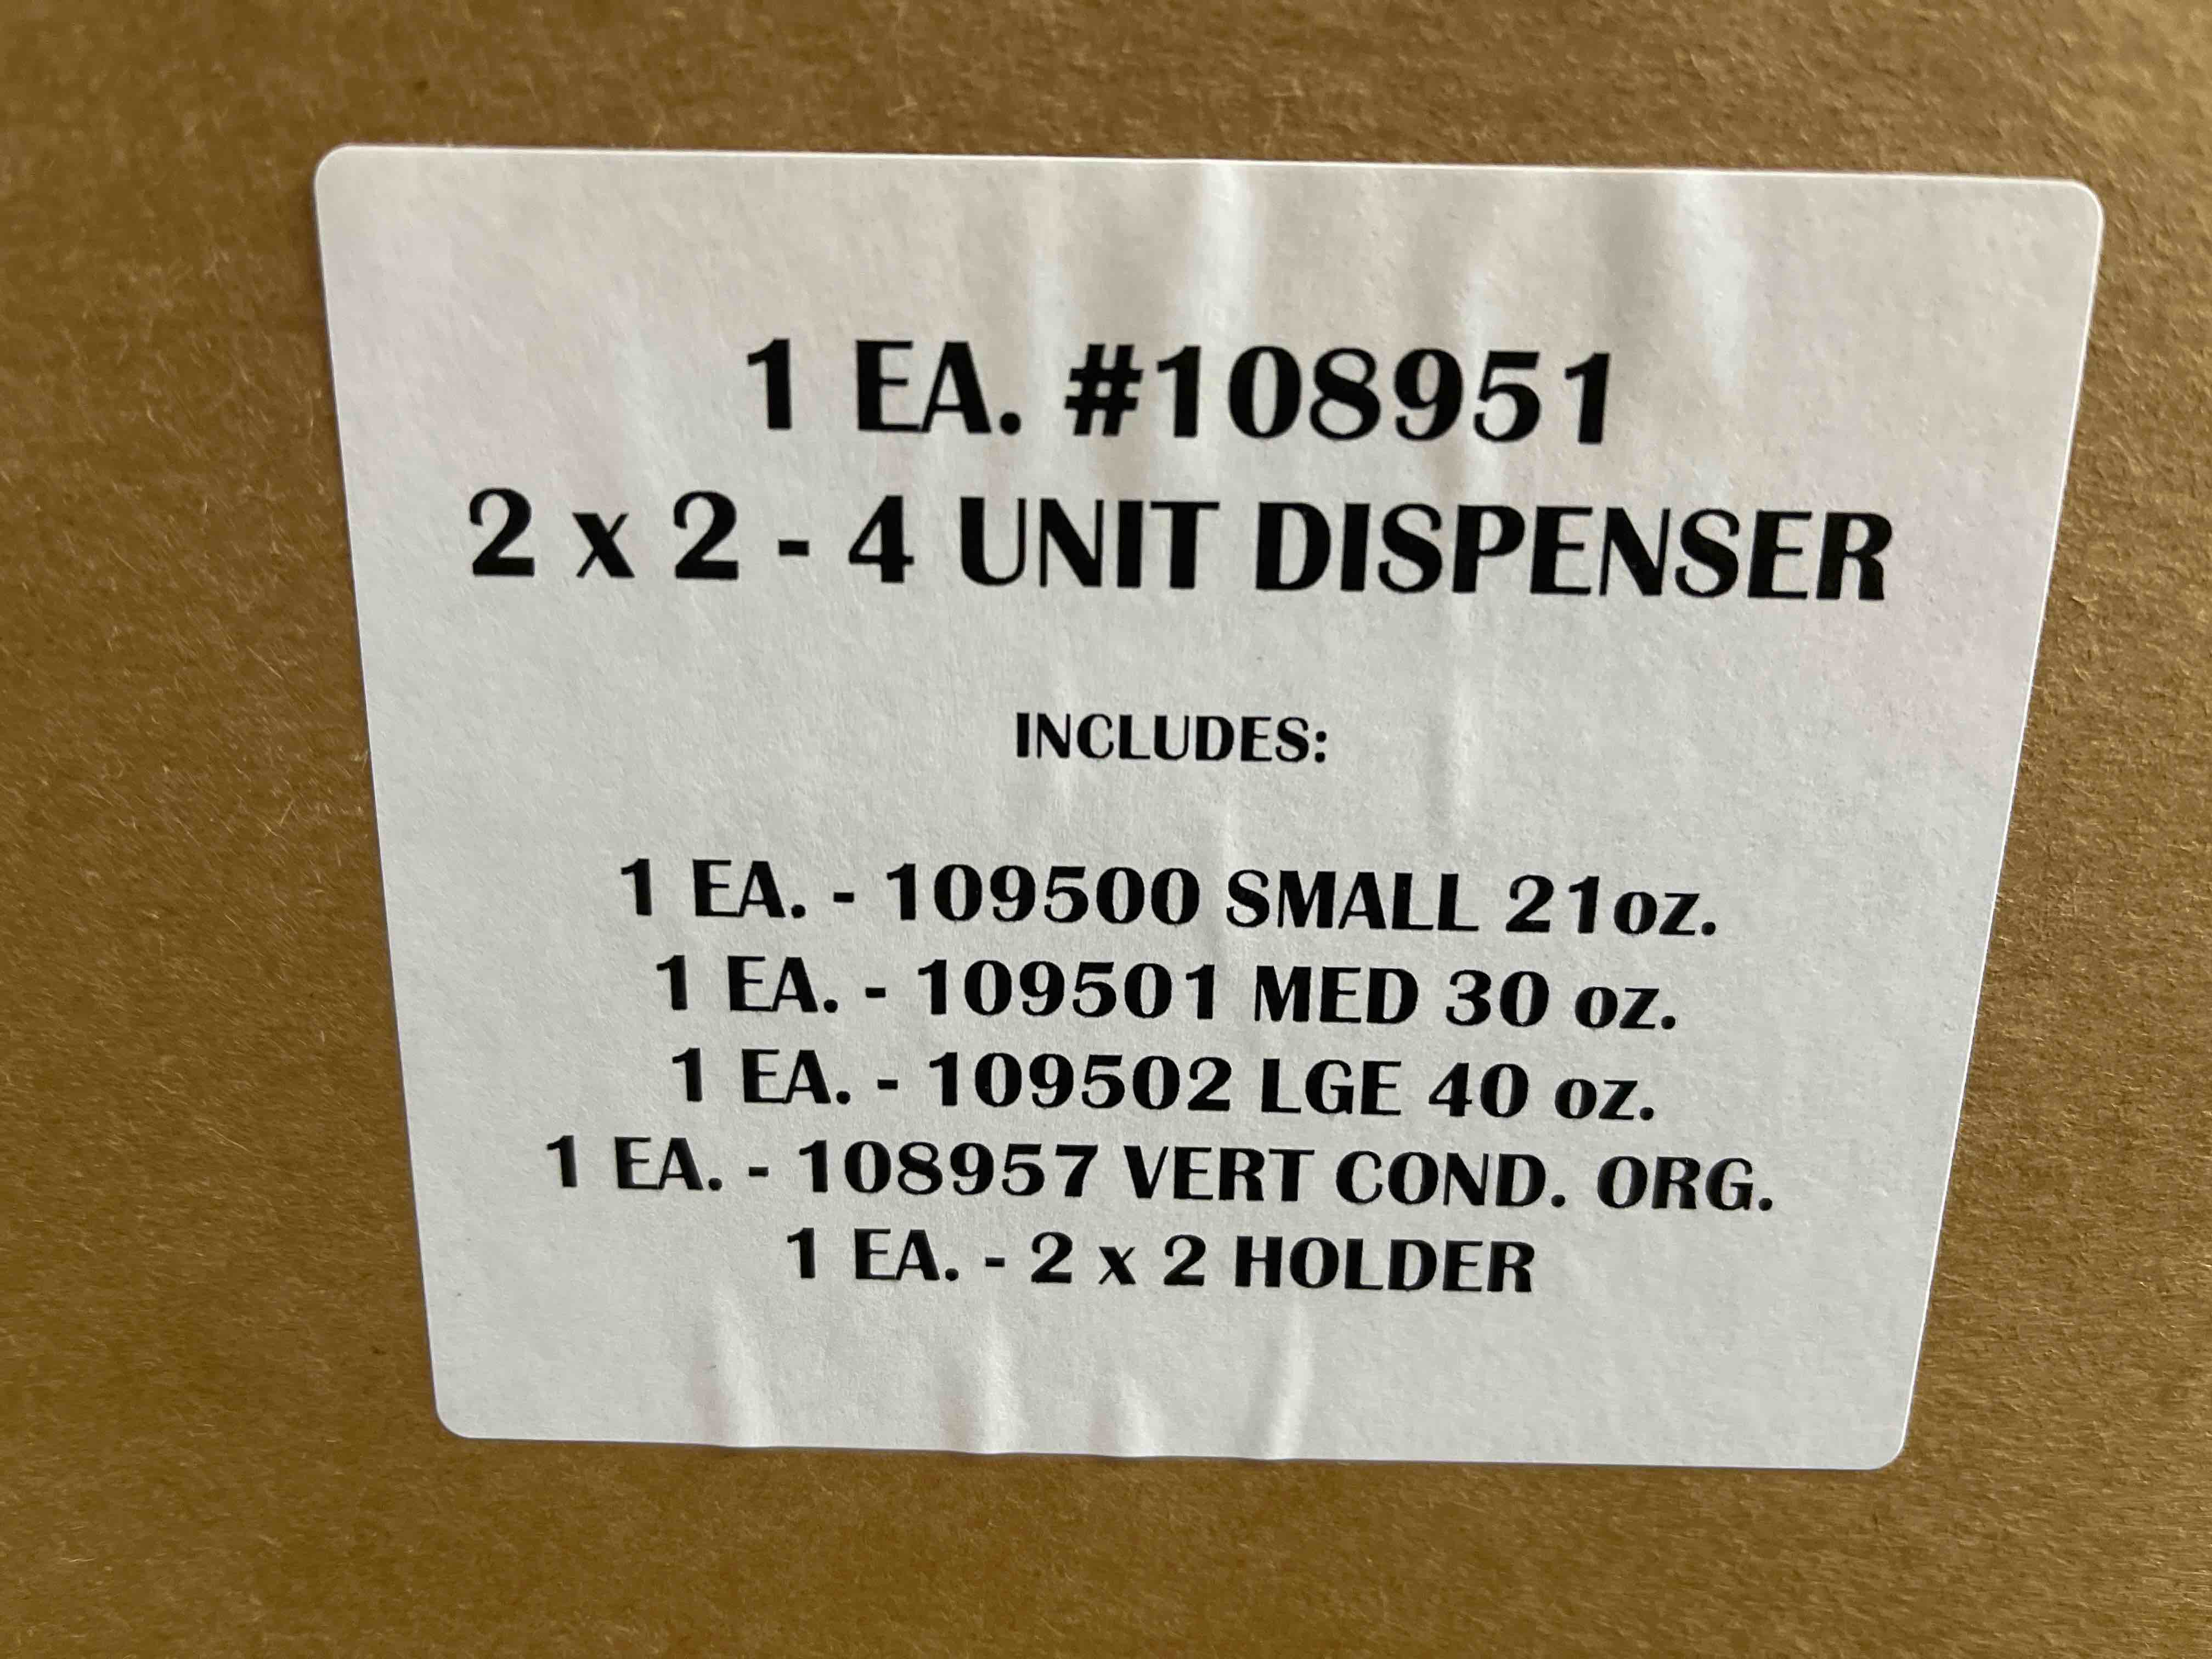 1 EA. #108951
2 x 2 - 4 UNIT DISPENSER
INCLUDES:
1 EA. - 109500 SMALL 21oz.
1 EA. - 109501 MED 30 oz.
1 EA. - 109502 LGE 40 oz.
1 EA. - 108957 VERT COND. ORG.
1 EA. - 2 x 2 HOLDER